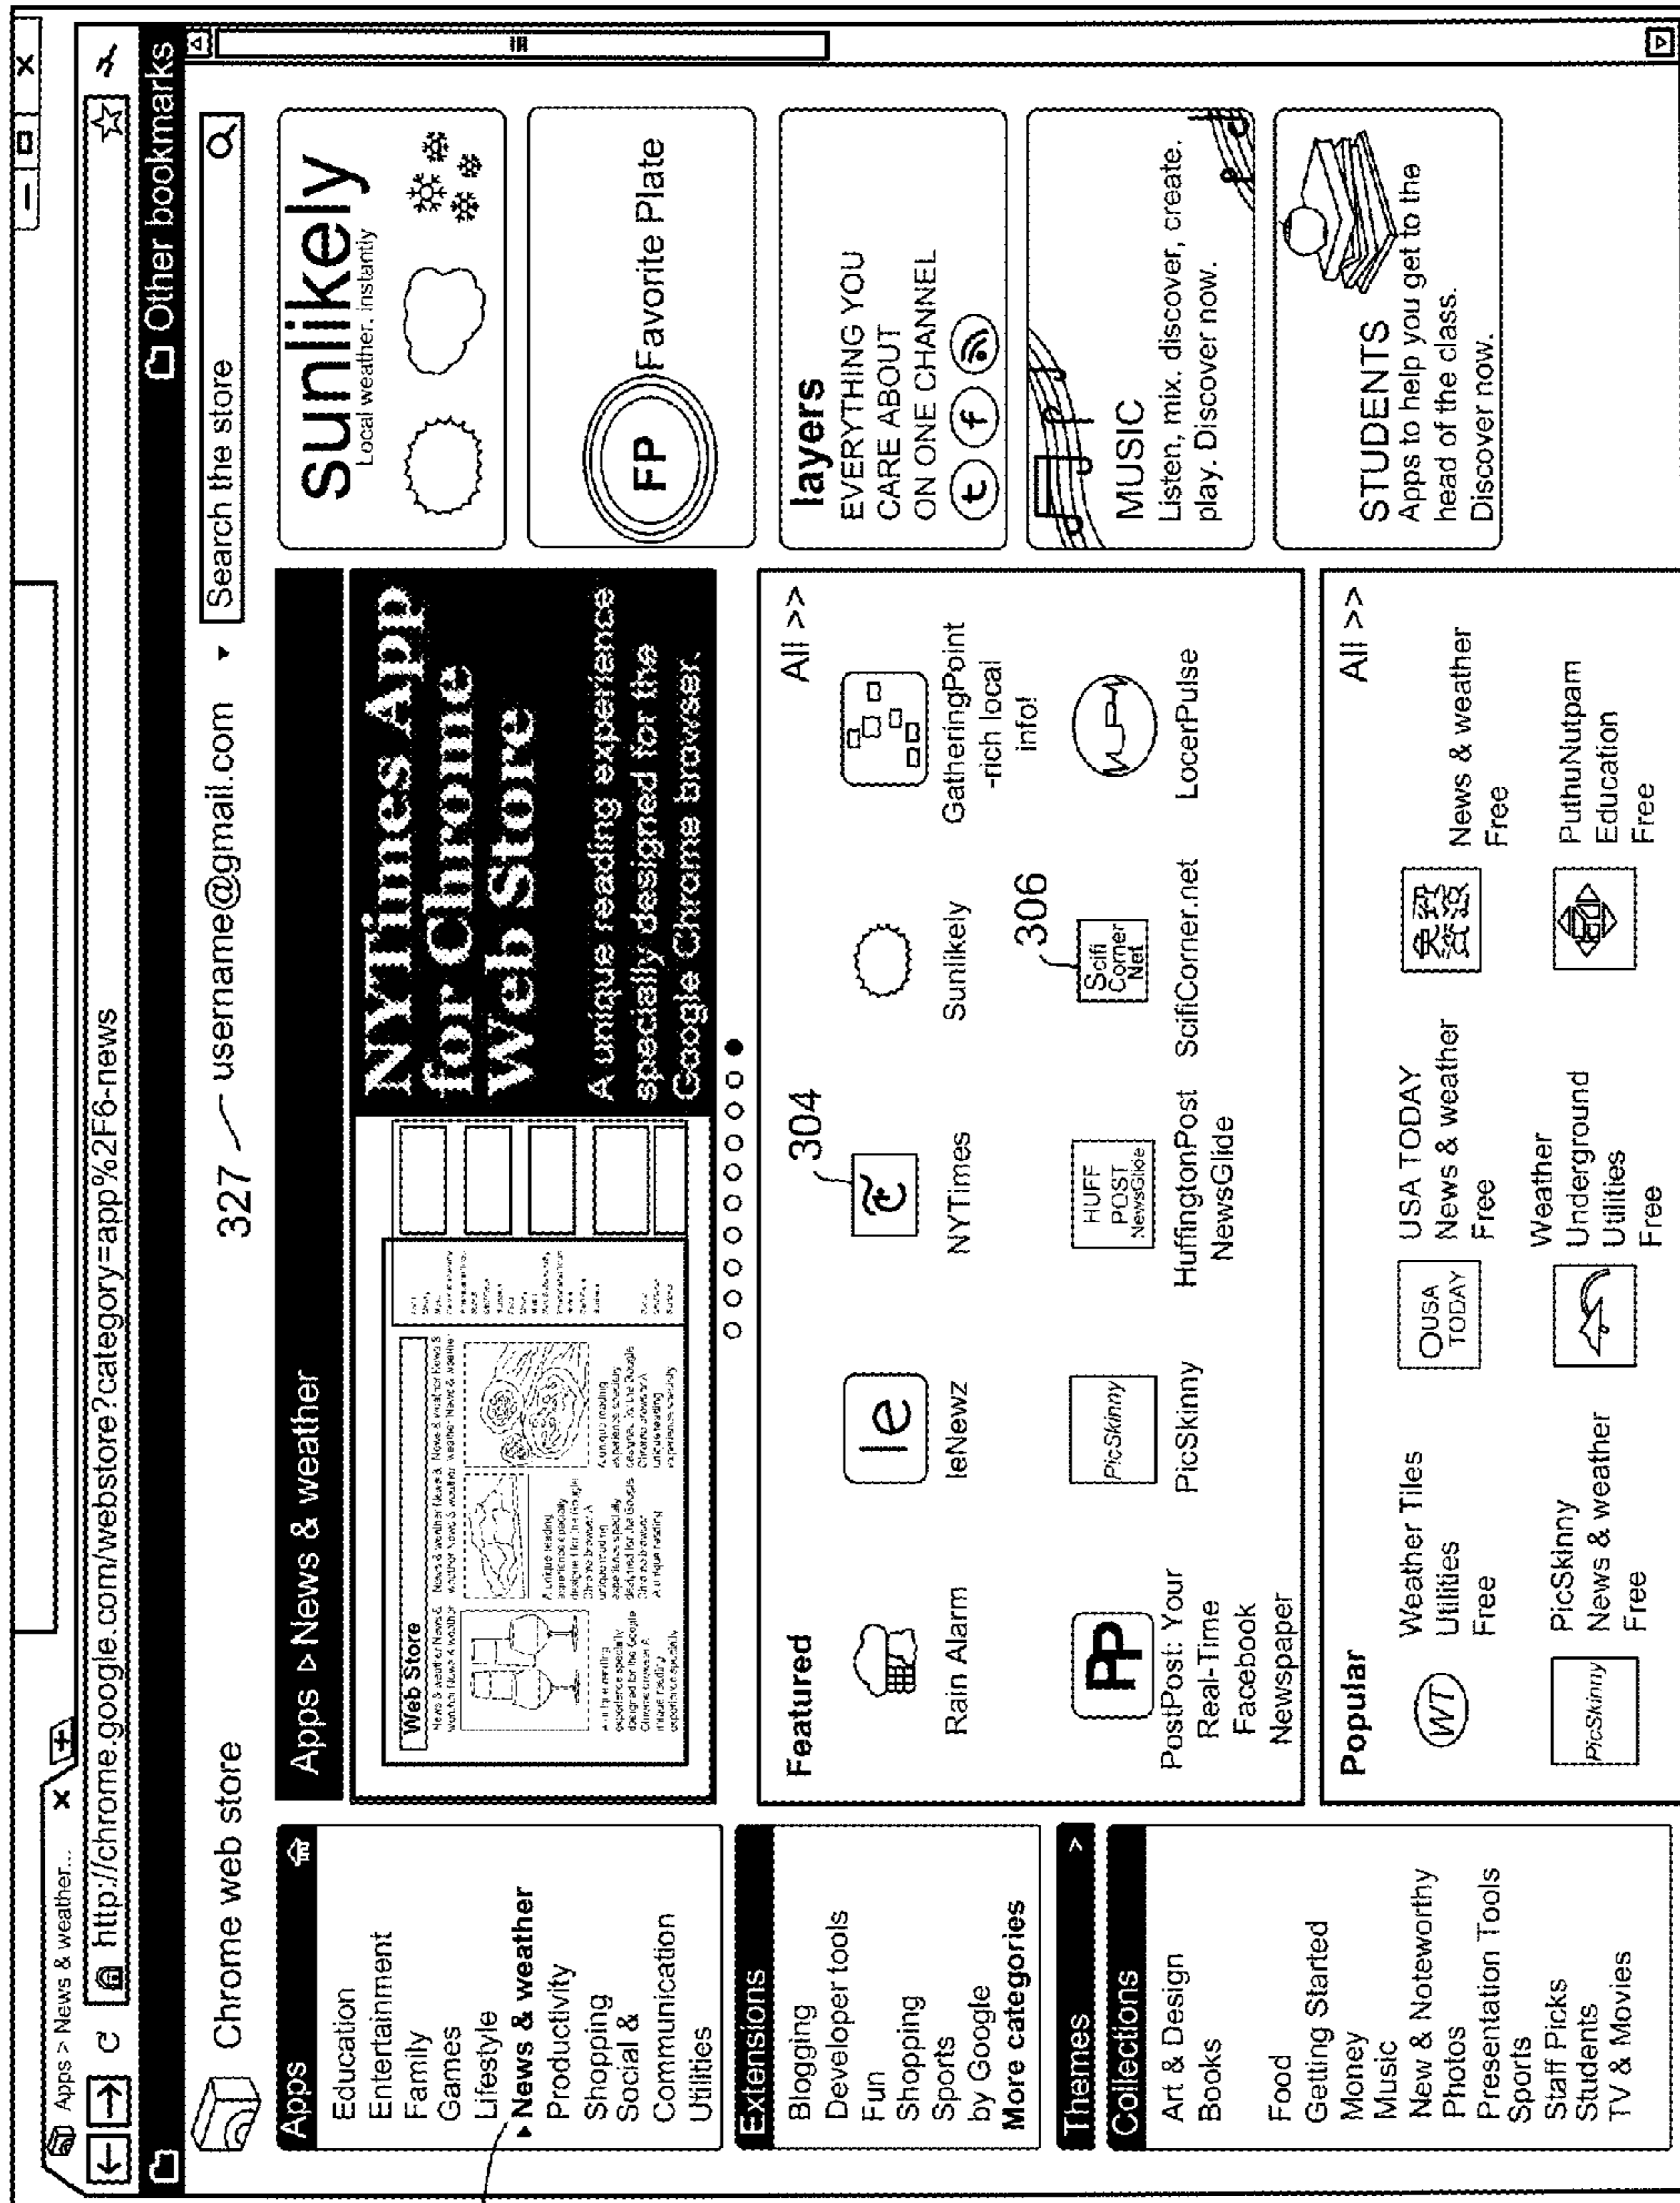 Apps > News & weather...
http://chrome.google.com/webstore?category=app%2F6-news
Other bookmarks
Chrome web store
327
username@gmail.com
Search the store
Apps
Education
Entertainment
Family
Games
Lifestyle
News & weather
Productivity
Shopping
Social &
Communication
Utilities
Extensions
Blogging
Developer tools
Fun
Shopping
Sports
by Google
More categories
Themes
Collections
Art & Design
Books
Food
Getting Started
Money
Music
New & Noteworthy
Photos
Presentation Tools
Sports
Staff Picks
Students
TV & Movies
Apps ▷ News & weather
Web Store
NYTimes App
for Chrome
Web Store
A unique reading experience
specially designed for the
Google Chrome browser.
Featured
All >>
304
le
Rain Alarm
leNewz
NYTimes
Sunlikely
GatheringPoint
-rich local
info!
306
PP
PicSkinny
HUFF
POST
NewsGlide
Scifi
Corner
Net
PostPost: Your
Real-Time
Facebook
Newspaper
PicSkinny
HuffingtonPost
NewsGlide
ScifiCorner.net
LocerPulse
Popular
All >>
WT
Weather Tiles
Utilities
Free
USA
TODAY
USA TODAY
News & weather
Free
News & weather
Free
PicSkinny
PicSkinny
News & weather
Free
Weather
Underground
Utilities
Free
PuthuNutpam
Education
Free
sunlikely
Local weather, instantly
FP
Favorite Plate
layers
EVERYTHING YOU
CARE ABOUT
ON ONE CHANNEL
t f
MUSIC
Listen, mix. discover, create.
play. Discover now.
STUDENTS
Apps to help you get to the
head of the class.
Discover now.